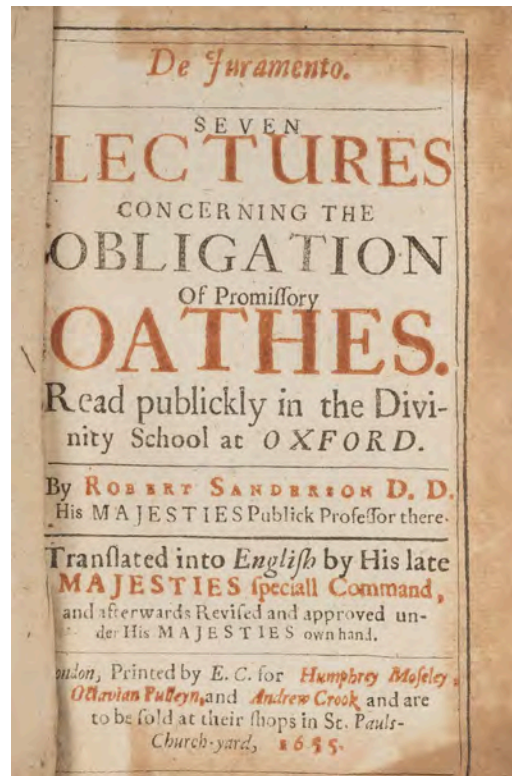 De Juramento.
SEVEN
LECTURES
CONCERNING THE
OBLIGATION
Of Promiſſory
OATHES.
Read publickly in the Divi-
nity School at OXFORD.
By ROBERT SANDERSON D. D.
His MAJESTIES Publick Profeſſor there.
Tranſlated into Engliſh by His late
MAJESTIES ſpeciall Command,
and afterwards Reviſed and approved un-
der His MAJESTIES own hand.
ondon, Printed by E. C. for Humphrey Moſeley,
Octavian Pulleyn, and Andrew Crook, and are
to be ſold at their ſhops in St. Pauls-
Church-yard, 1655.